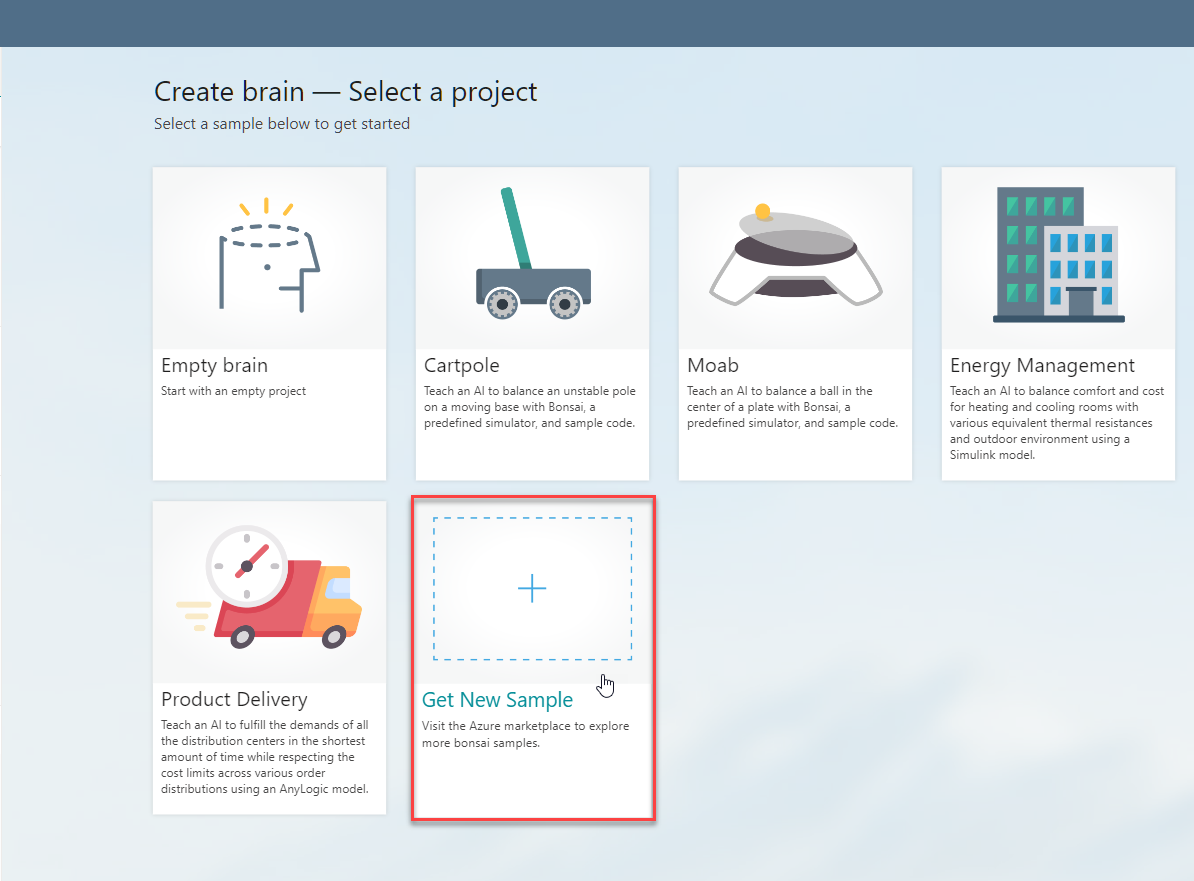 Create brain — Select a project
Select a sample below to get started
Empty brain
Start with an empty project
Cartpole
Teach an AI to balance an unstable pole
on a moving base with Bonsai, a
predefined simulator, and sample code.
Moab
Teach an AI to balance a ball in the
center of a plate with Bonsai, a
predefined simulator, and sample code.
Energy Management
Teach an AI to balance comfort and cost
for heating and cooling rooms with
various equivalent thermal resistances
and outdoor environment using a
Simulink model.
Product Delivery
Teach an AI to fulfill the demands of all
the distribution centers in the shortest
amount of time while respecting the
cost limits across various order
distributions using an AnyLogic model.
Get New Sample
Visit the Azure marketplace to explore
more bonsai samples.